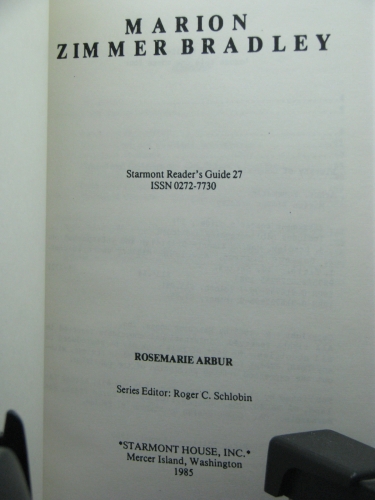 MARION
ZIMMER BRADLEY
Starmont Reader's Guide 27
ISSN 0272-7730
ROSEMARIE ARBUR
Series Editor: Roger C. Schlobin
*STARMONT HOUSE, INC.*
Mercer Island, Washington
1985